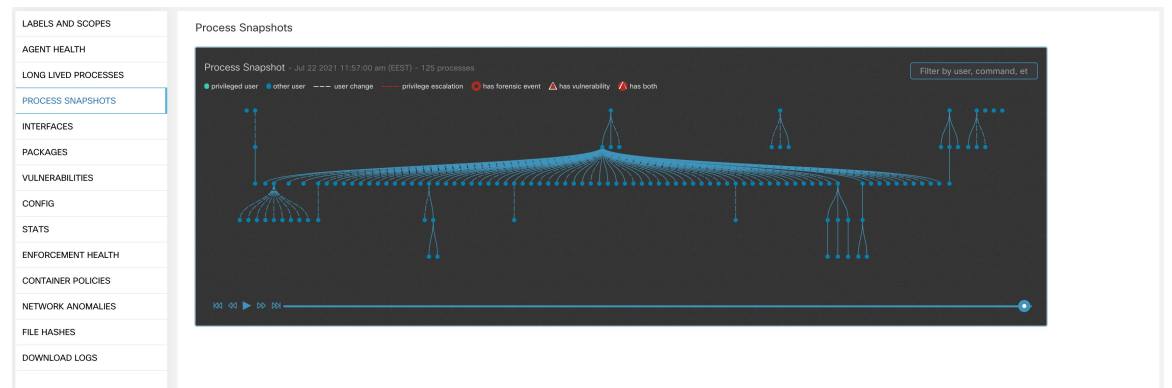 LABELS AND SCOPES
AGENT HEALTH
LONG LIVED PROCESSES
PROCESS SNAPSHOTS
INTERFACES
PACKAGES
VULNERABILITIES
CONFIG
STATS
ENFORCEMENT HEALTH
CONTAINER POLICIES
NETWORK ANOMALIES
FILE HASHES
DOWNLOAD LOGS
Process Snapshots
Process Snapshot - Jul 22 2021 11:57:00 am (EEST) - 125 processes
Filter by user, command, et
privileged user other user user change privilege escalation has forensic event has vulnerability has both